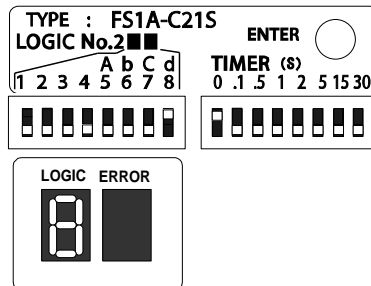 TYPE : FS1A-C21S
LOGIC No.2■■
ENTER
A b C d
1 2 3 4 5 6 7 8
TIMER (S)
0 .1 .5 1 2 5 15 30
LOGIC ERROR
8